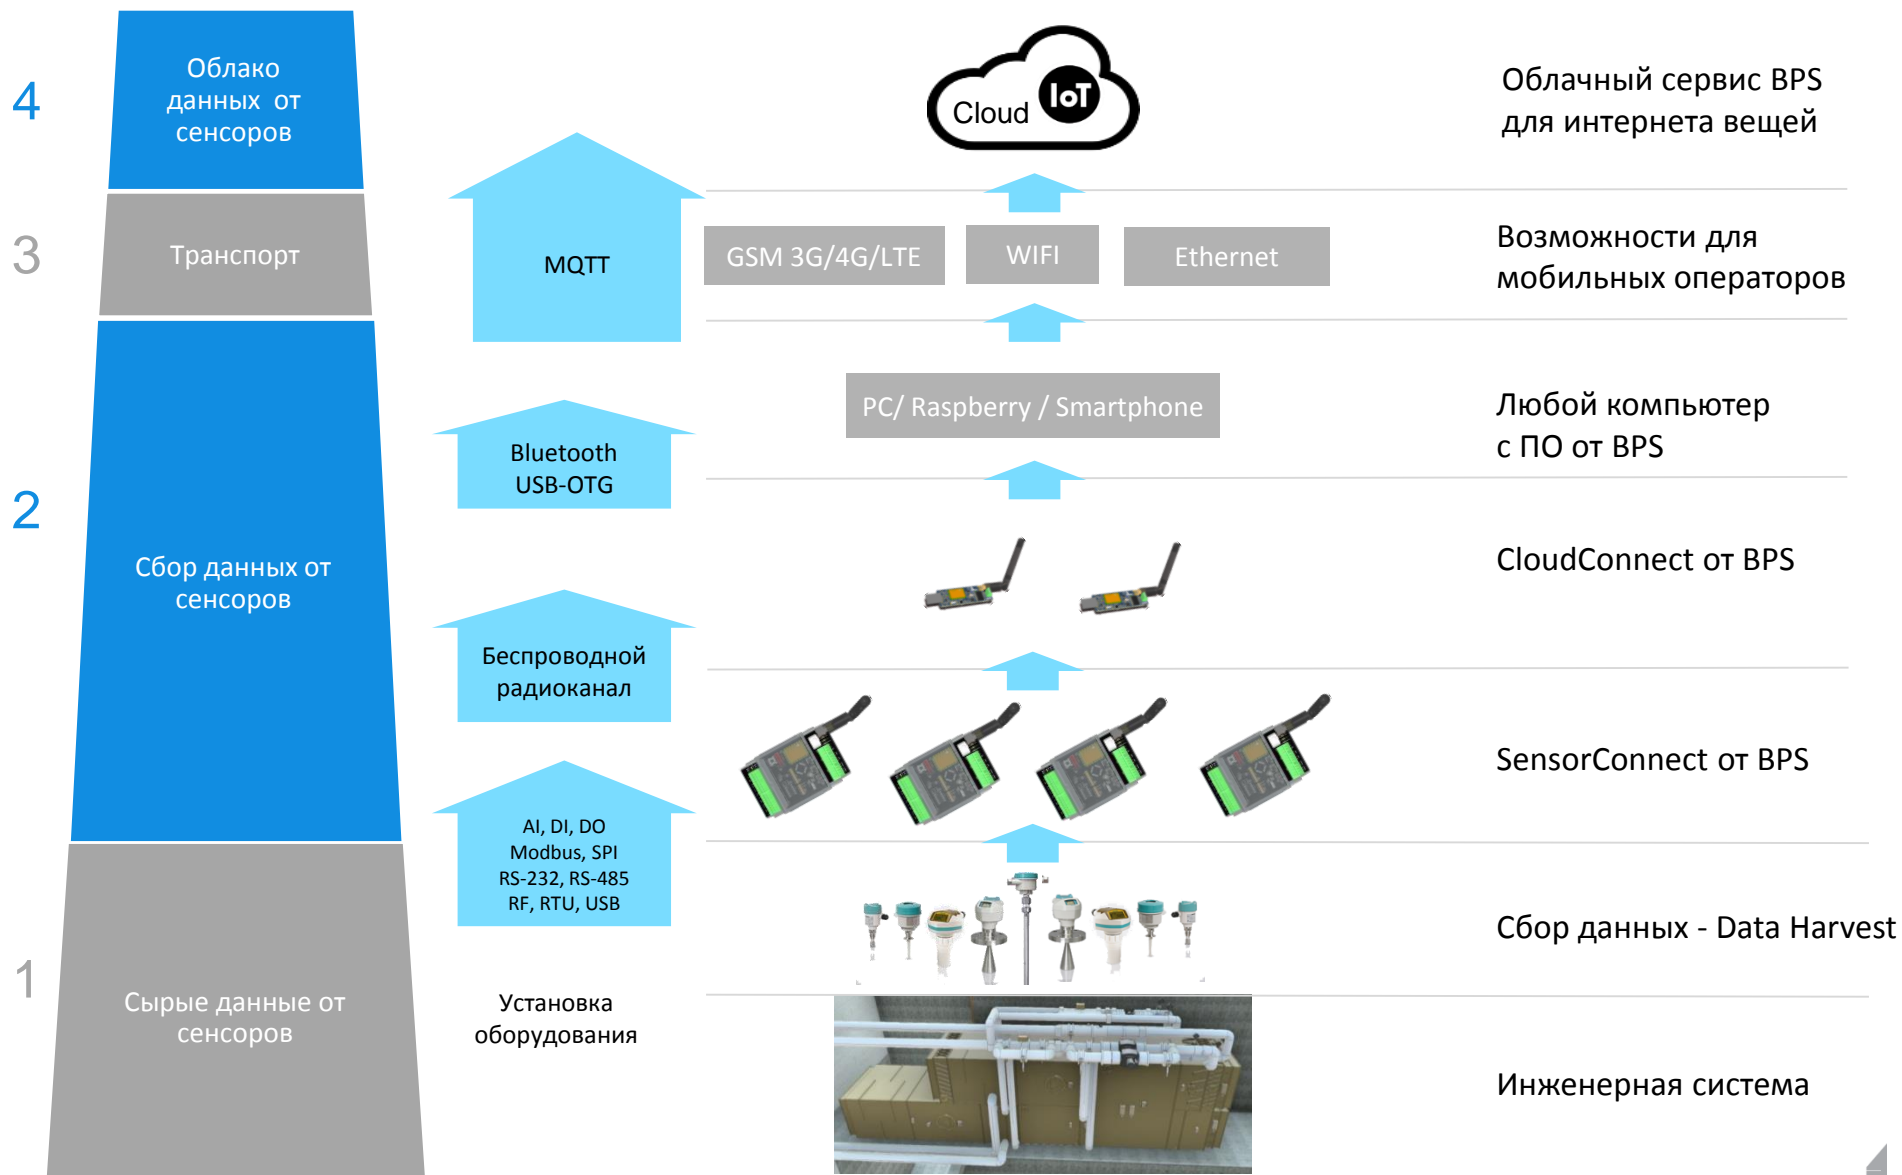 4
Облако
данных от
сенсоров
Cloud
IoT
Облачный сервис BPS
для интернета вещей
3
Транспорт
MQTT
GSM 3G/4G/LTE
WIFI
Ethernet
Возможности для
мобильных операторов
2
Сбор данных от
сенсоров
Bluetooth
USB-OTG
PC/ Raspberry / Smartphone
Любой компьютер
с ПО от BPS
CloudConnect от BPS
Беспроводной
радиоканал
SensorConnect от BPS
AI, DI, DO
Modbus, SPI
RS-232, RS-485
RF, RTU, USB
Сбор данных - Data Harvest
1
Сырые данные от
сенсоров
Установка
оборудования
Инженерная система